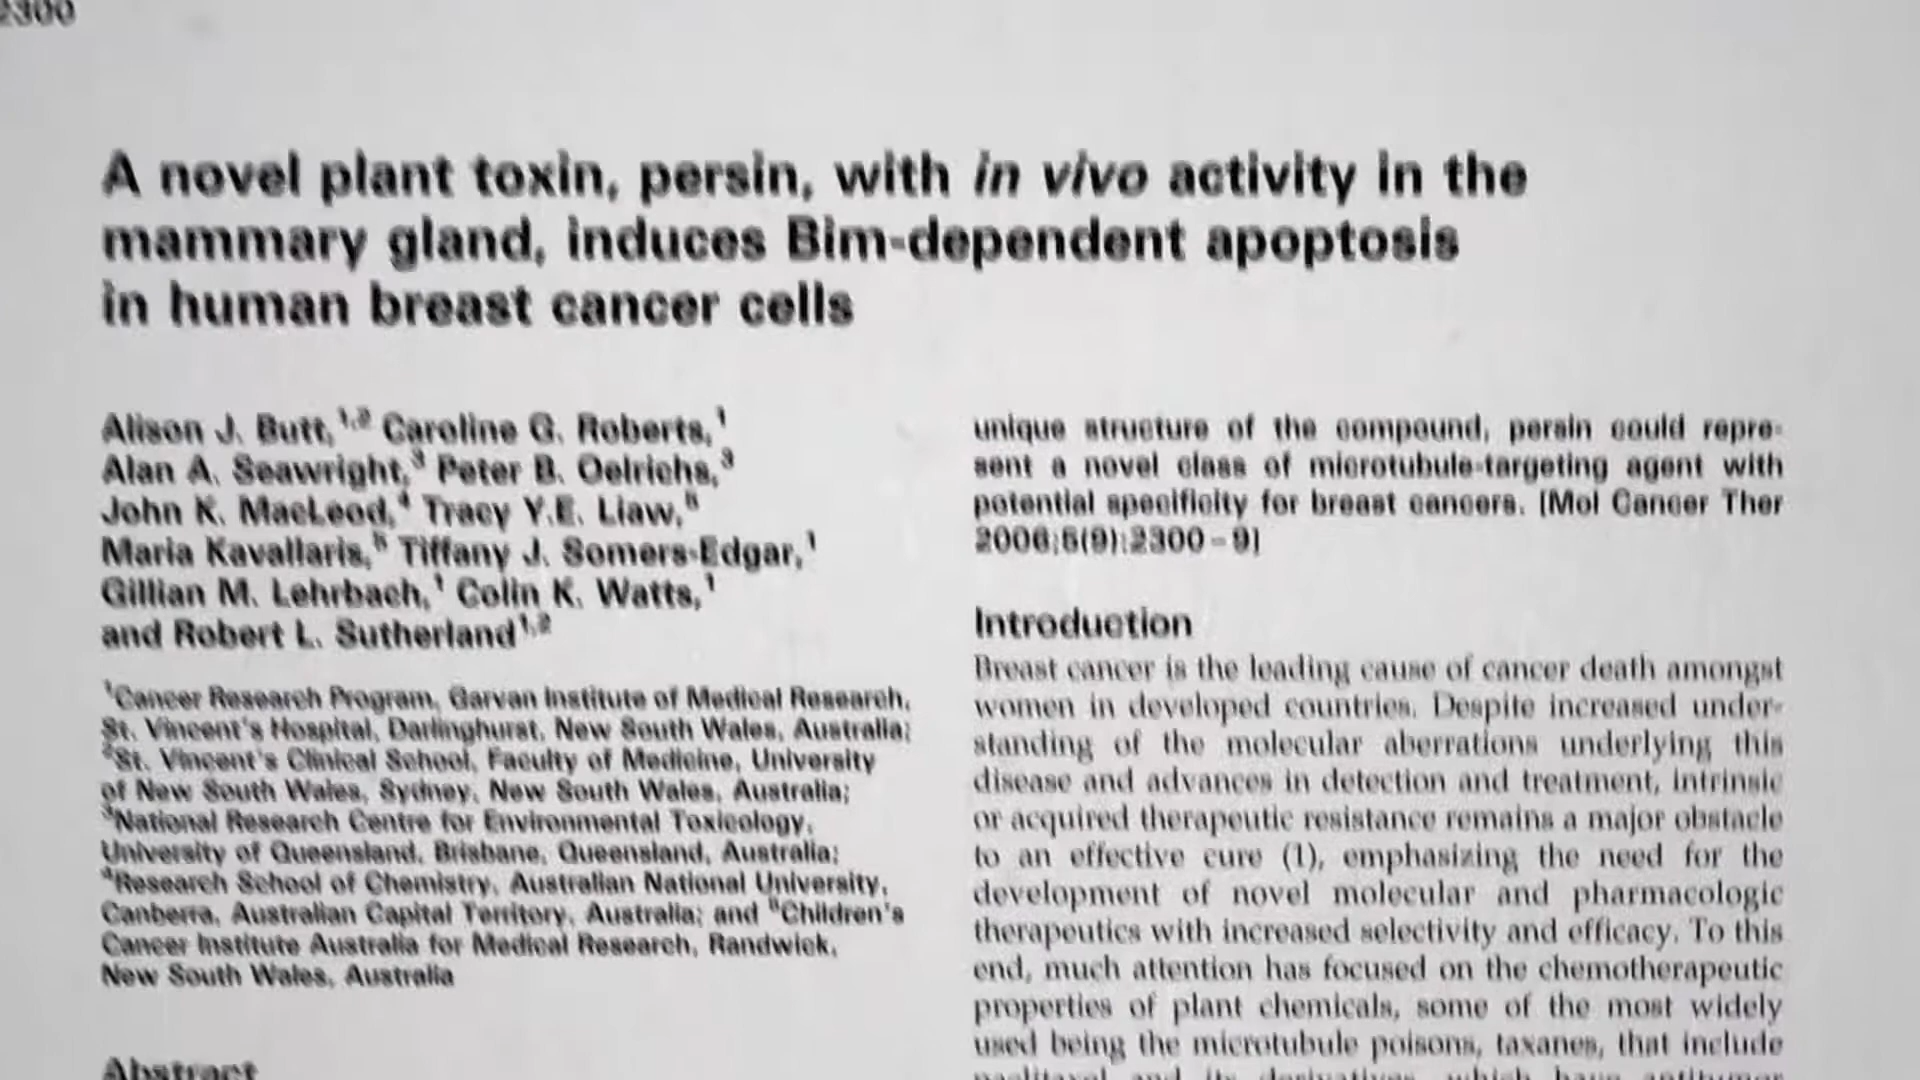 2300
A novel plant toxin, persin, with in vivo activity in the
mammary gland, induces Bim-dependent apoptosis
in human breast cancer cells
Alison J. Butt,1,2 Caroline G. Roberts,1
Alan A. Seawright,3 Peter B. Oelrichs,3
John K. MacLeod,4 Tracy Y.E. Liaw,5
Maria Kavallaris,5 Tiffany J. Somers-Edgar,1
Gillian M. Lehrbach,1 Colin K. Watts,1
and Robert L. Sutherland1,2
1Cancer Research Program, Garvan Institute of Medical Research,
St. Vincent's Hospital, Darlinghurst, New South Wales, Australia;
2St. Vincent's Clinical School, Faculty of Medicine, University
of New South Wales, Sydney, New South Wales, Australia;
3National Research Centre for Environmental Toxicology,
University of Queensland, Brisbane, Queensland, Australia;
4Research School of Chemistry, Australian National University,
Canberra, Australian Capital Territory, Australia; and 5Children's
Cancer Institute Australia for Medical Research, Randwick,
New South Wales, Australia
Abstract
unique structure of the compound, persin could repre-
sent a novel class of microtubule-targeting agent with
potential specificity for breast cancers. [Mol Cancer Ther
2006;5(9):2300–9]
Introduction
Breast cancer is the leading cause of cancer death amongst
women in developed countries. Despite increased under-
standing of the molecular aberrations underlying this
disease and advances in detection and treatment, intrinsic
or acquired therapeutic resistance remains a major obstacle
to an effective cure (1), emphasizing the need for the
development of novel molecular and pharmacologic
therapeutics with increased selectivity and efficacy. To this
end, much attention has focused on the chemotherapeutic
properties of plant chemicals, some of the most widely
used being the microtubule poisons, taxanes, that include
paclitaxel and its derivatives, which have antitumor